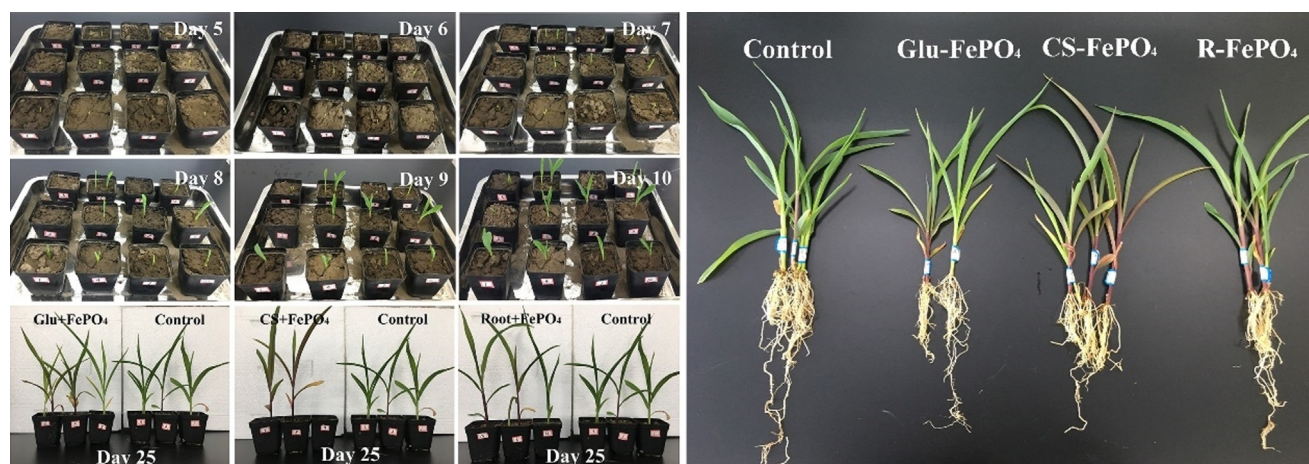 Day 5
Day 6
Day 7
Day 8
Day 9
Day 10
Glu+FePO₄
Control
CS+FePO₄
Control
Root+FePO₄
Control
Day 25
Day 25
Day 25
Control
Glu-FePO₄
CS-FePO₄
R-FePO₄